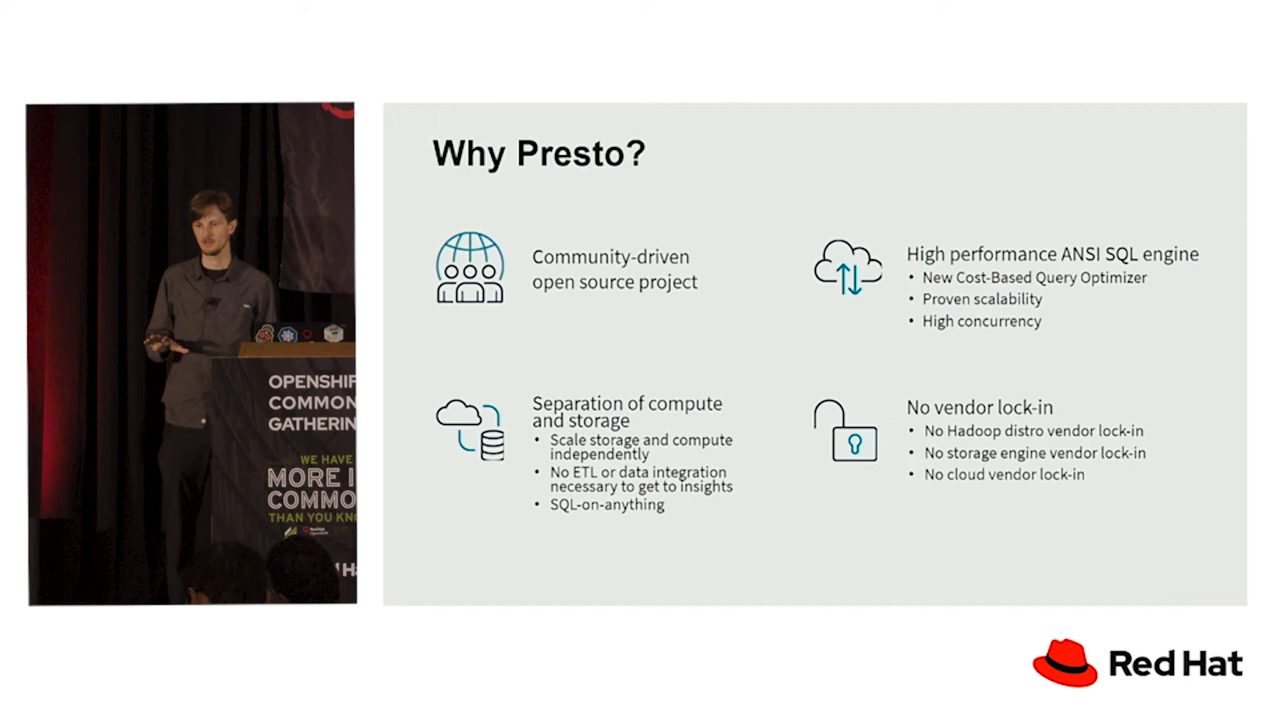 Why Presto?
Community-driven
open source project
High performance ANSI SQL engine
• New Cost-Based Query Optimizer
• Proven scalability
• High concurrency
Separation of compute
and storage
• Scale storage and compute
independently
• No ETL or data integration
necessary to get to insights
• SQL-on-anything
No vendor lock-in
• No Hadoop distro vendor lock-in
• No storage engine vendor lock-in
• No cloud vendor lock-in
OPENSHIF
COMMON
GATHERIN
WE HAVE
MORE I
COMMO
THAN YOU KNO
Red Hat